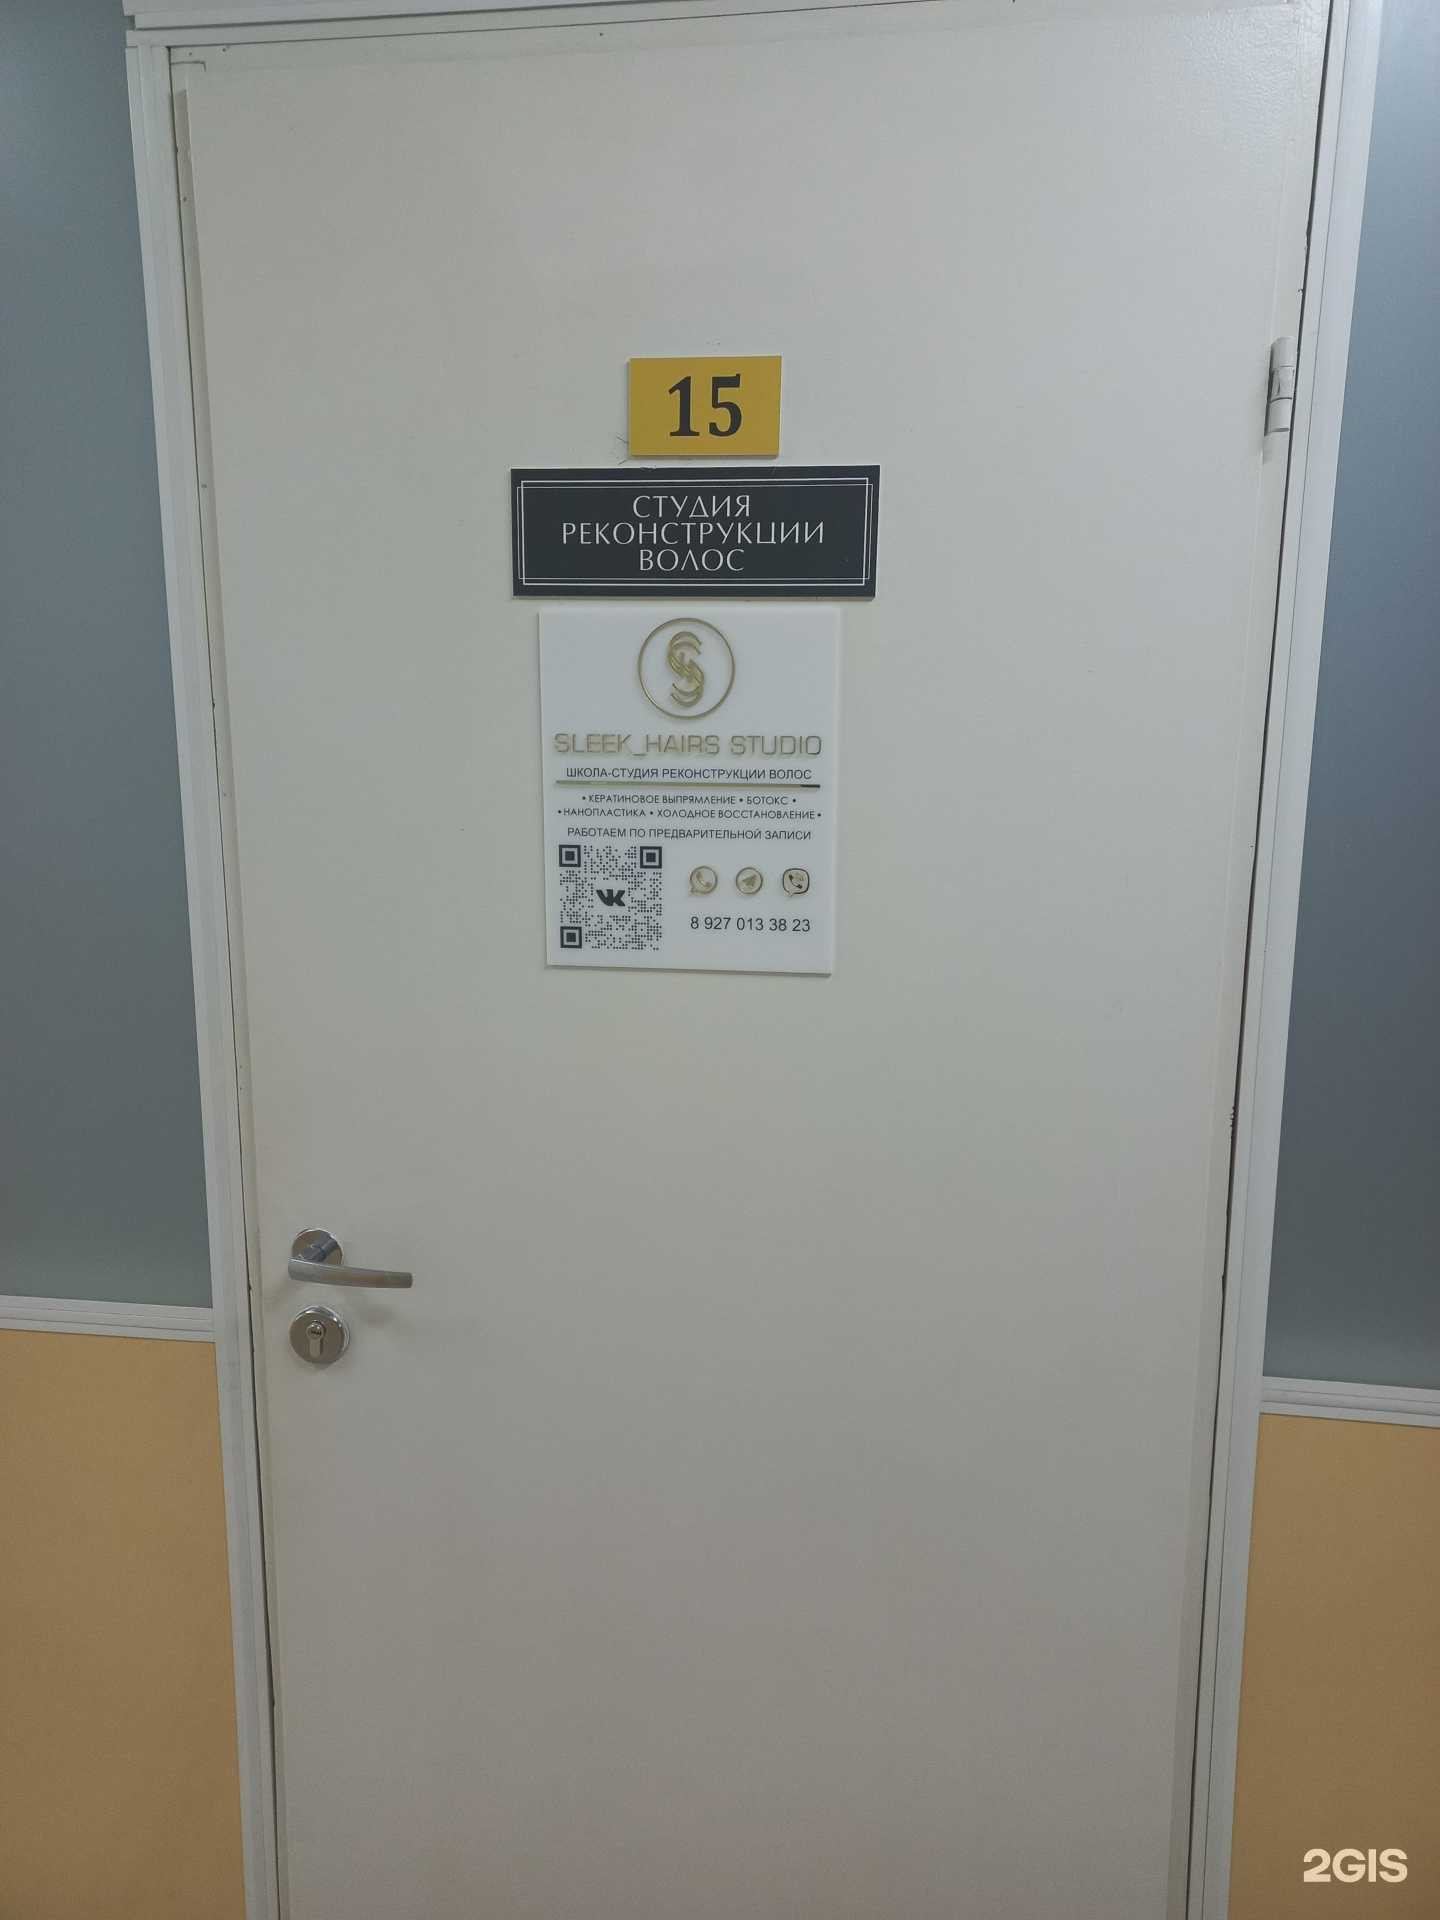 15
СТУДИЯ
РЕКОНСТРУКЦИИ
ВОЛОС
SLEEK_HAIRS STUDIO
ШКОЛА-СТУДИЯ РЕКОНСТРУКЦИИ ВОЛОС
• КЕРАТИНОВОЕ ВЫПРЯМЛЕНИЕ • БОТОКС •
• НАНОПЛАСТИКА • ХОЛОДНОЕ ВОССТАНОВЛЕНИЕ •
РАБОТАЕМ ПО ПРЕДВАРИТЕЛЬНОЙ ЗАПИСИ
8 927 013 38 23
2GIS